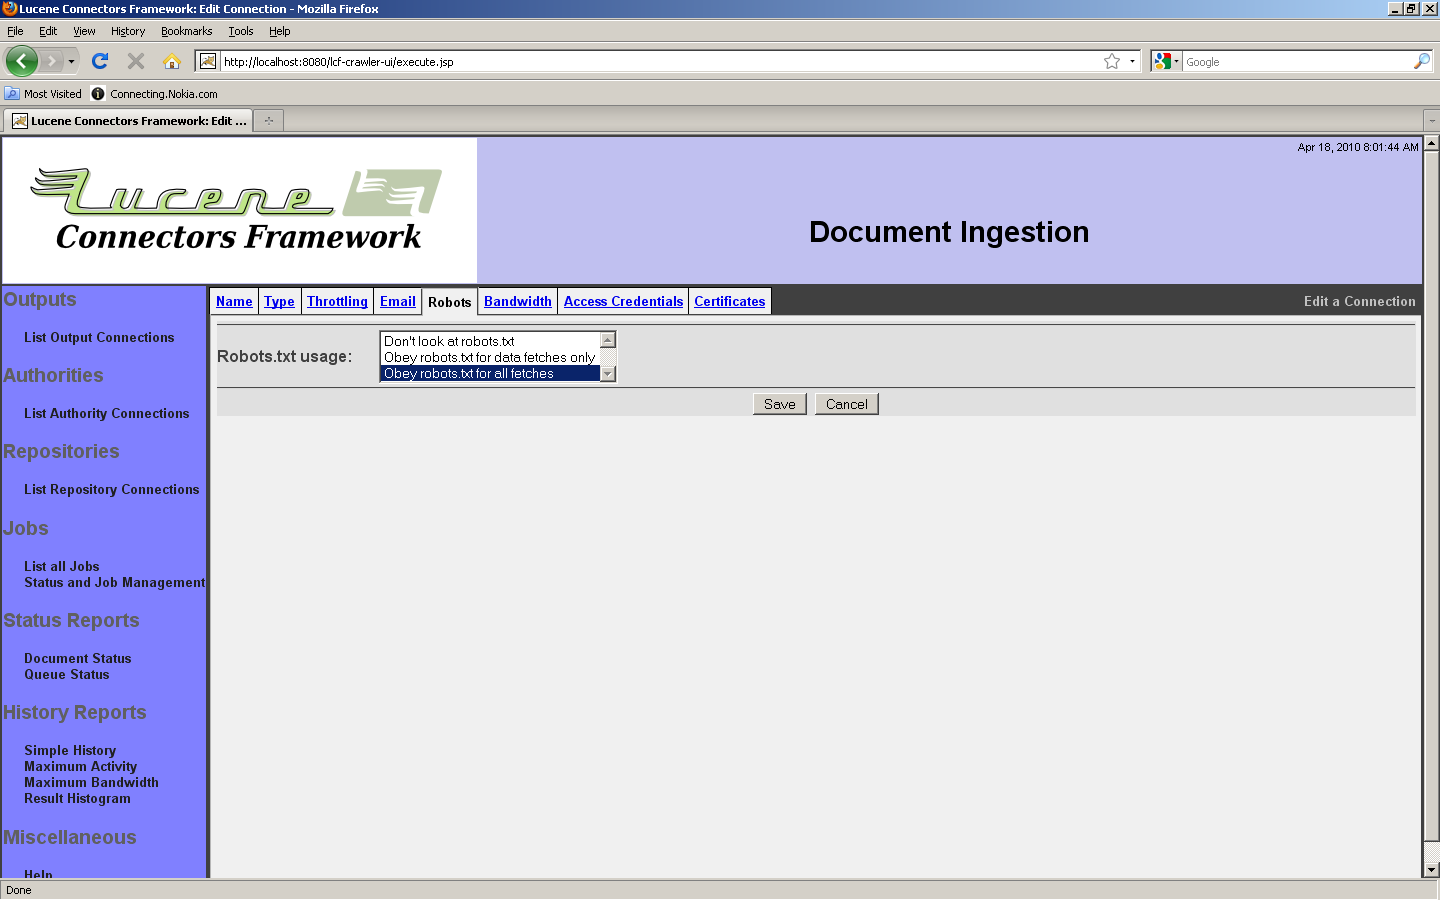 Lucene Connectors Framework: Edit Connection - Mozilla Firefox
File Edit View History Bookmarks Tools Help
http://localhost:8080/lcf-crawler-ui/execute.jsp
Google
Most Visited
Connecting.Nokia.com
Lucene Connectors Framework: Edit ...
Apr 18, 2010 8:01:44 AM
Lucene
Connectors Framework
Document Ingestion
Name Type Throttling Email Robots Bandwidth Access Credentials Certificates
Edit a Connection
Outputs
List Output Connections
Authorities
List Authority Connections
Repositories
List Repository Connections
Jobs
List all Jobs
Status and Job Management
Status Reports
Document Status
Queue Status
History Reports
Simple History
Maximum Activity
Maximum Bandwidth
Result Histogram
Miscellaneous
Help
Robots.txt usage:
Don't look at robots.txt
Obey robots.txt for data fetches only
Obey robots.txt for all fetches
Save Cancel
Done